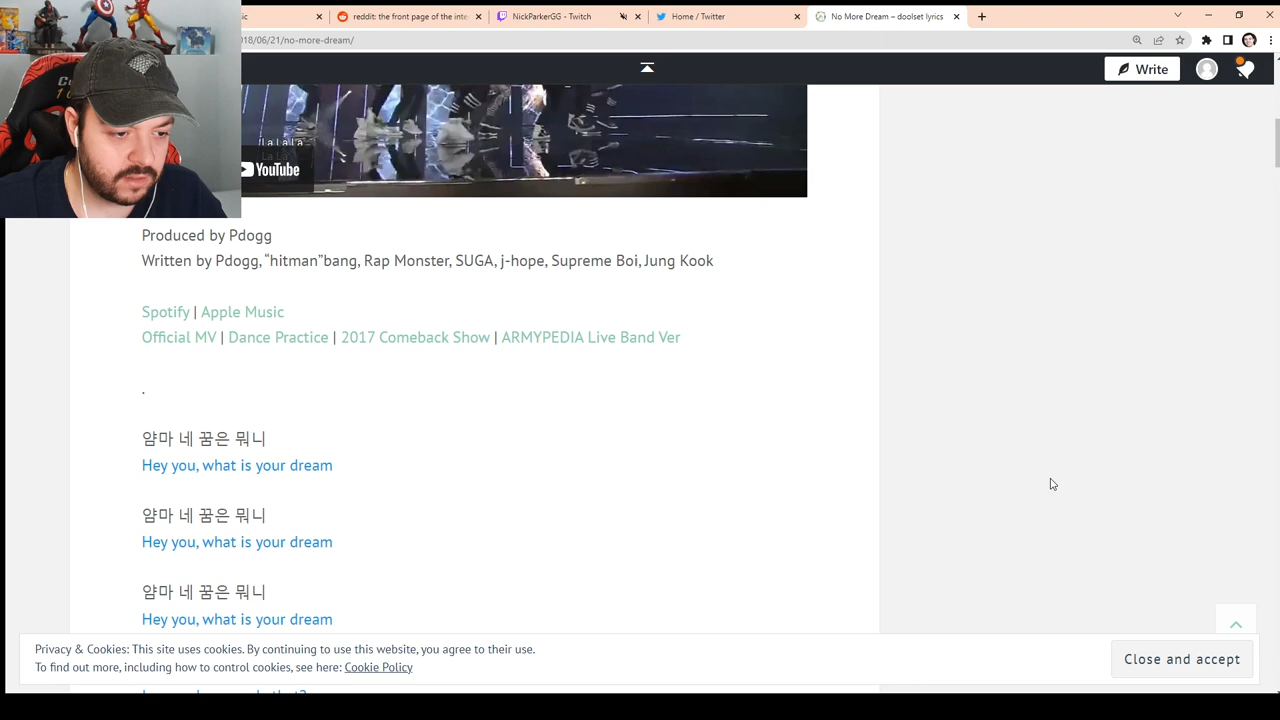 ic
reddit: the front page of the inte
NickParkerGG - Twitch
Home / Twitter
No More Dream – doolset lyrics
018/06/21/no-more-dream/
Write
la la la
La La
YouTube
Produced by Pdogg
Written by Pdogg, “hitman”bang, Rap Monster, SUGA, j-hope, Supreme Boi, Jung Kook
Spotify | Apple Music
Official MV | Dance Practice | 2017 Comeback Show | ARMYPEDIA Live Band Ver
.
얌마 네 꿈은 뭐니
Hey you, what is your dream
얌마 네 꿈은 뭐니
Hey you, what is your dream
얌마 네 꿈은 뭐니
Hey you, what is your dream
Privacy & Cookies: This site uses cookies. By continuing to use this website, you agree to their use.
To find out more, including how to control cookies, see here: Cookie Policy
Close and accept